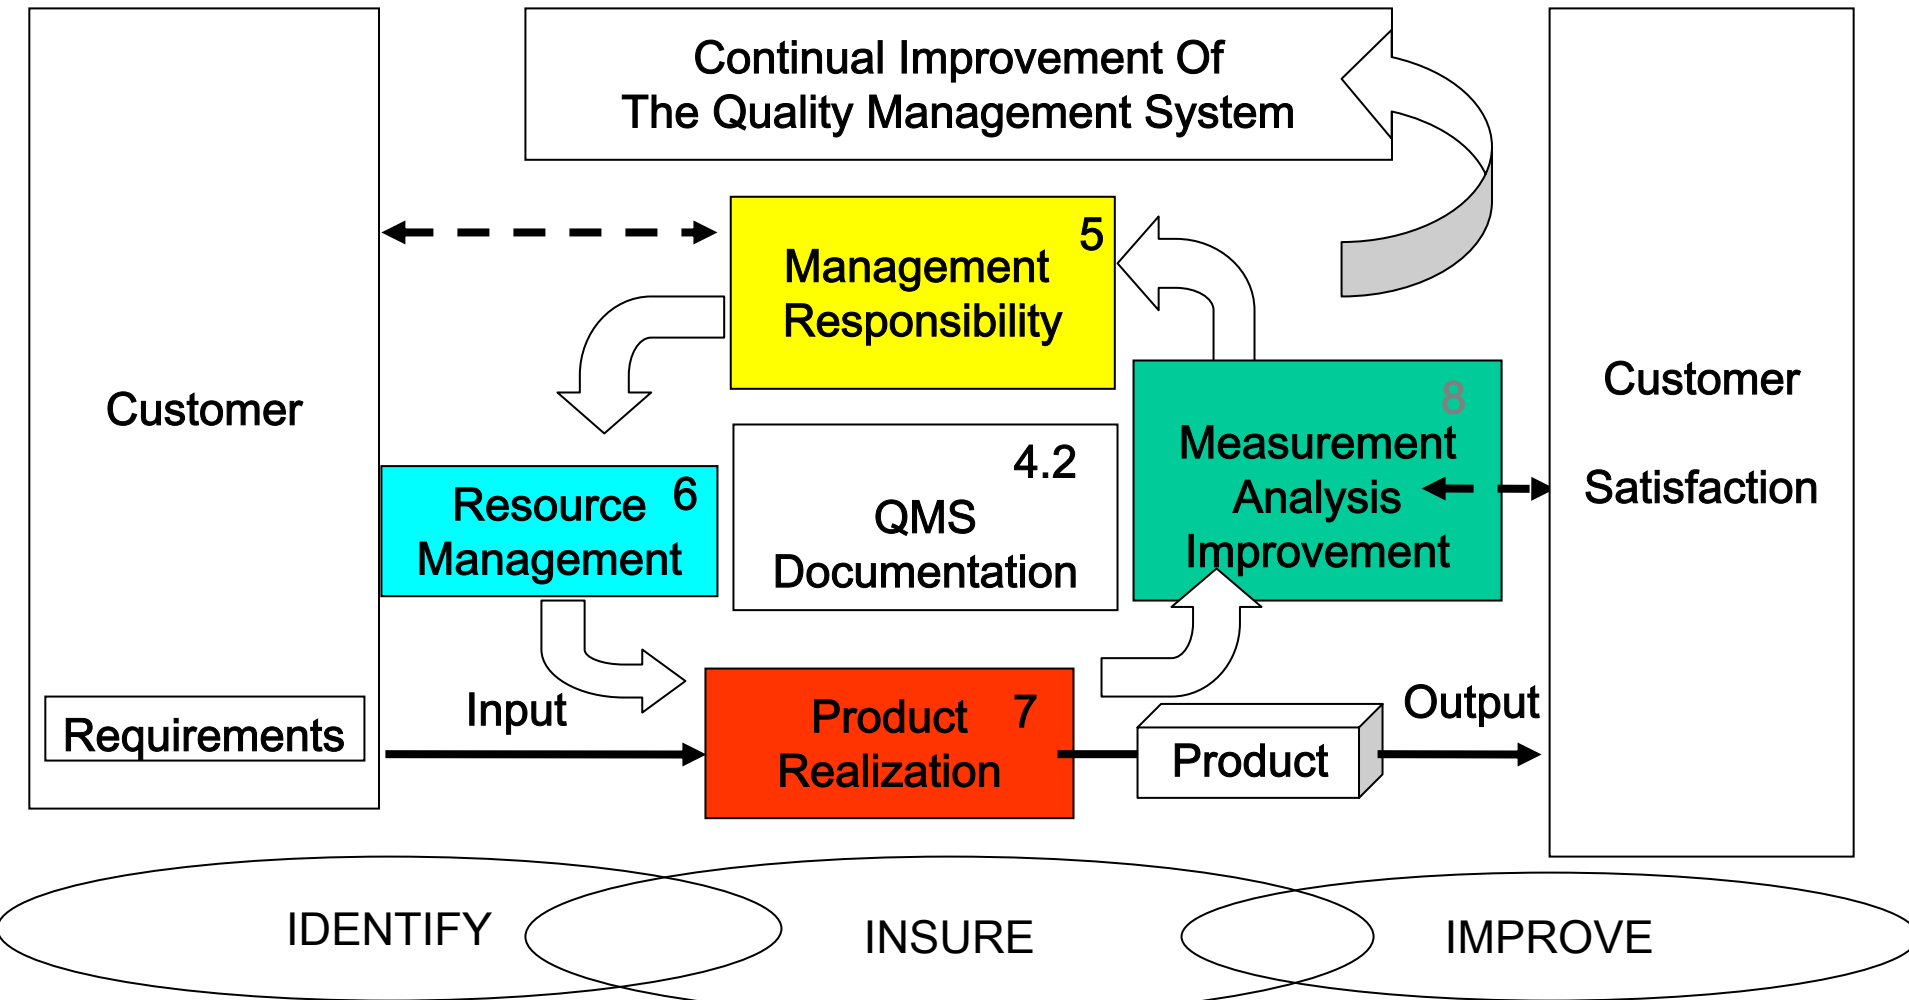 Continual Improvement Of
The Quality Management System
5
Management
Responsibility
Customer
Requirements
6
Resource
Management
4.2
QMS
Documentation
8
Measurement
Analysis
Improvement
Customer
Satisfaction
Input
7
Product
Realization
Product
Output
IDENTIFY
INSURE
IMPROVE